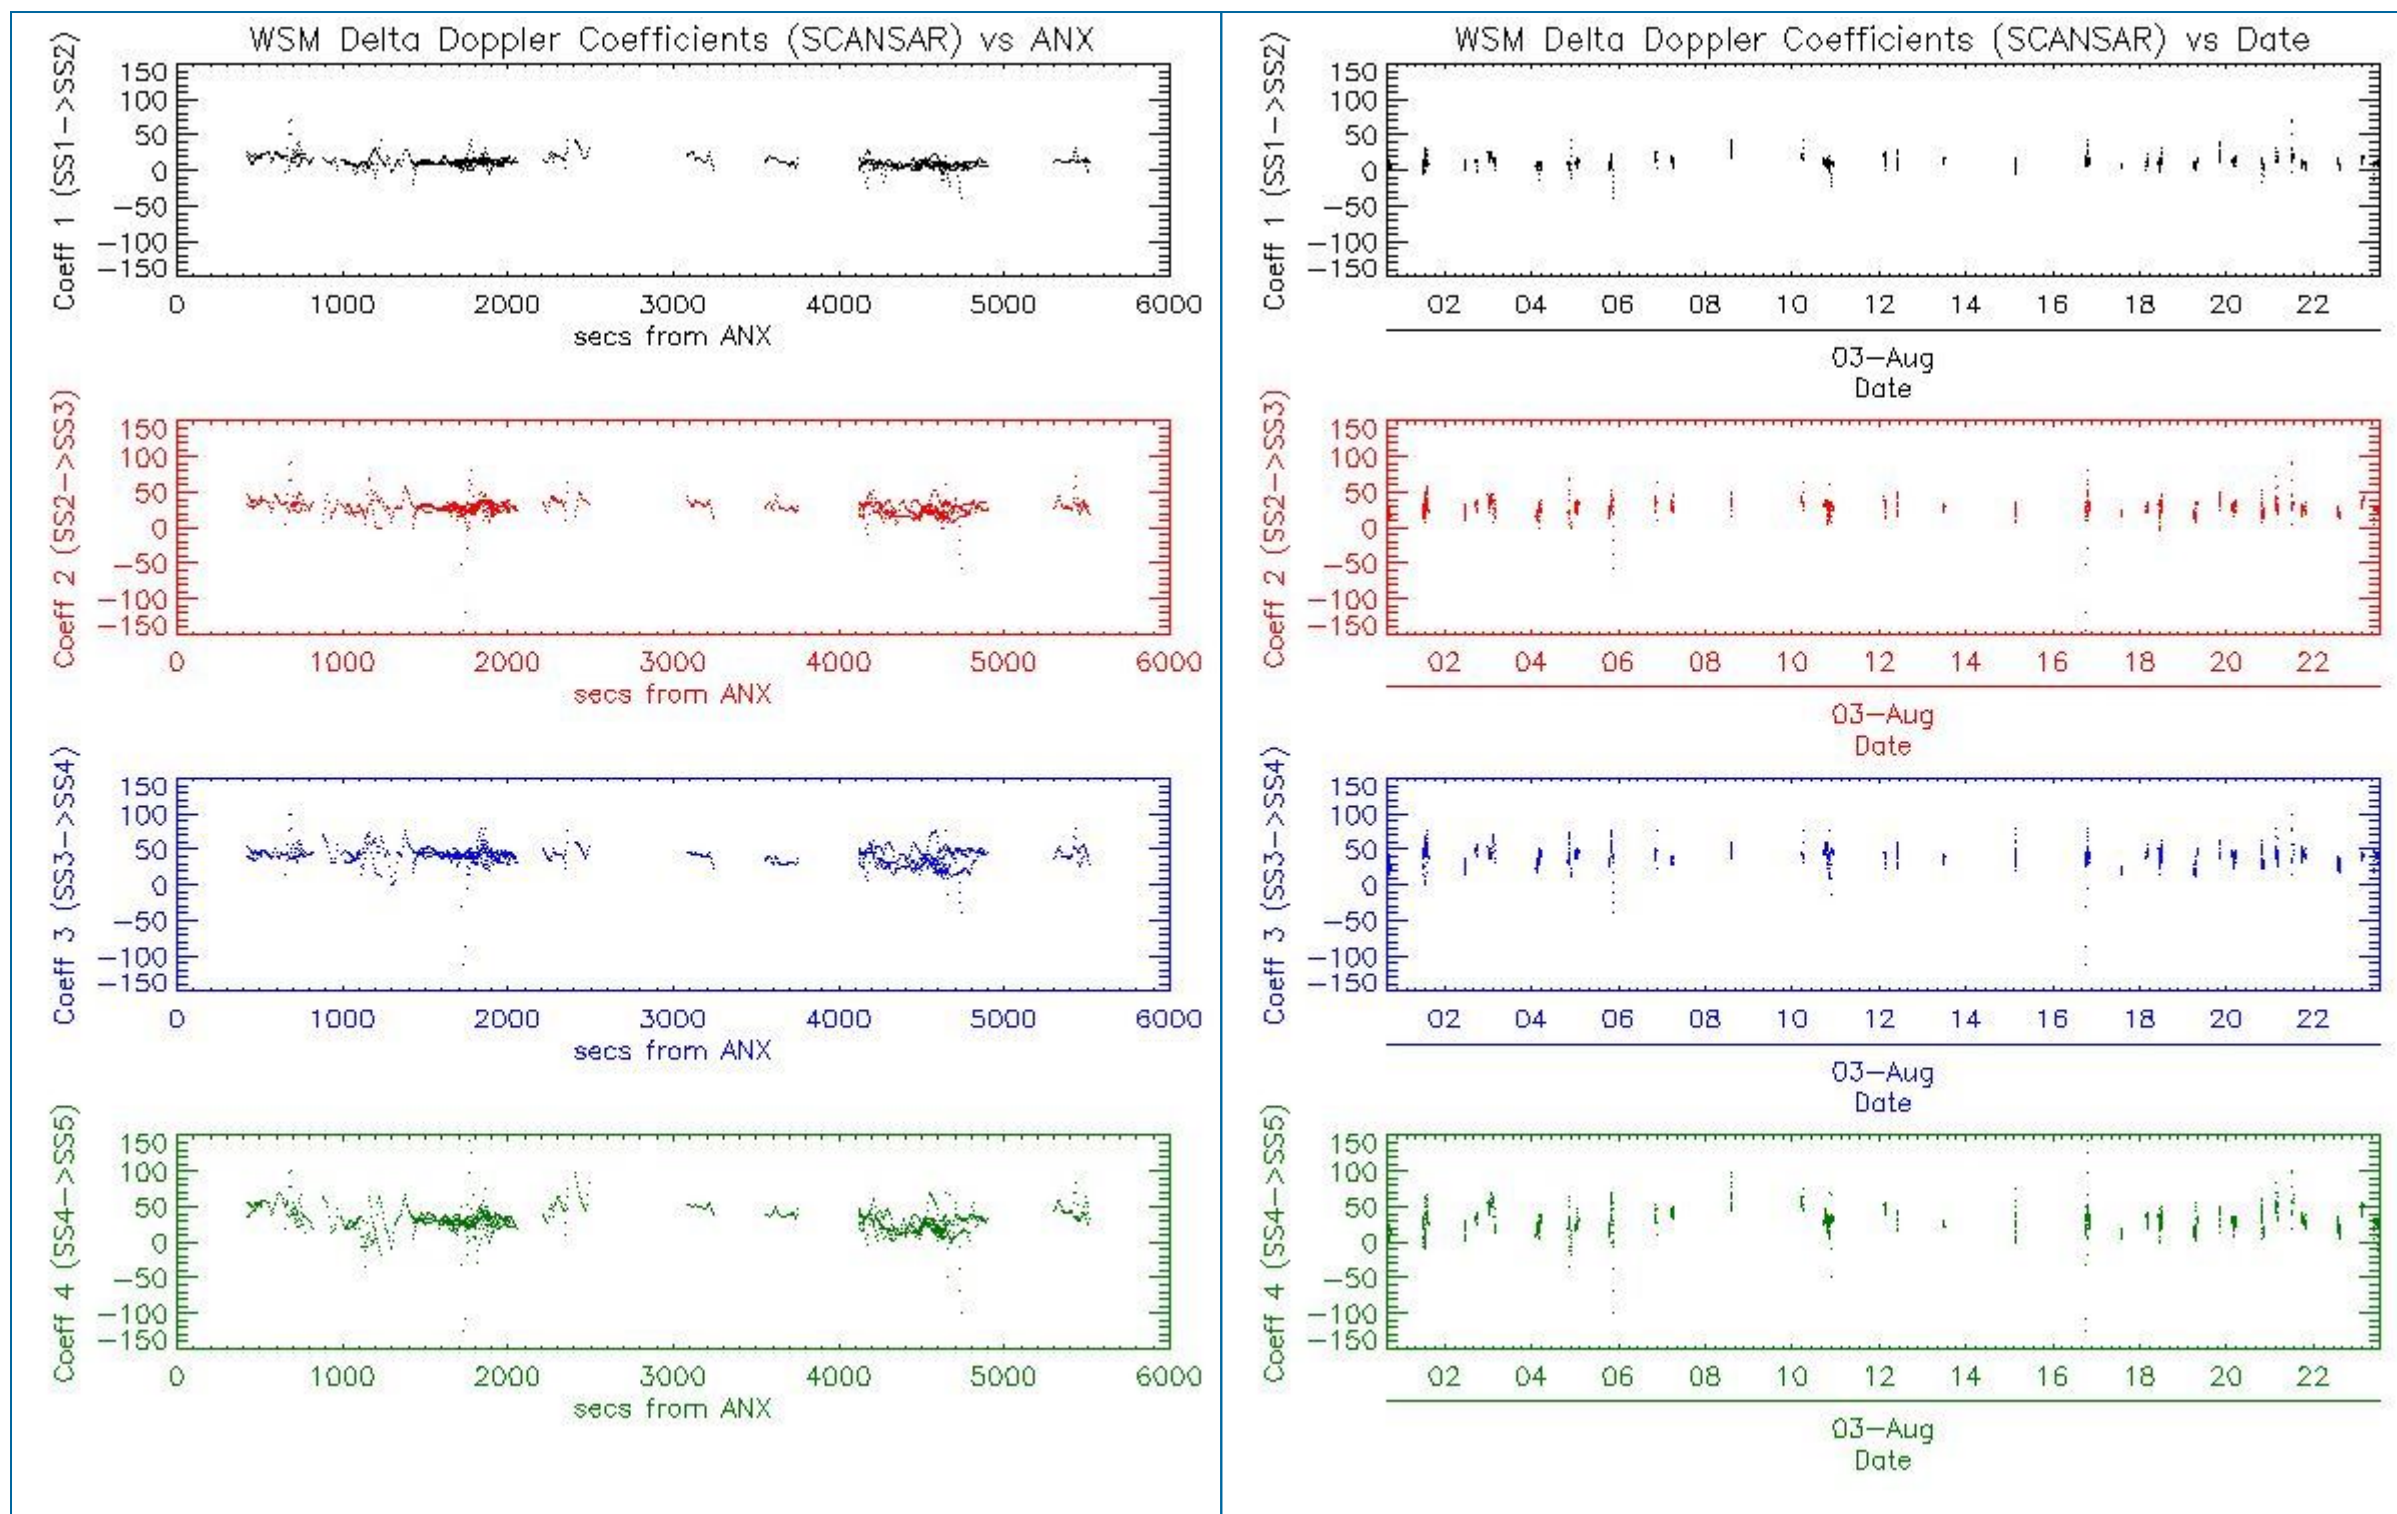 WSM Delta Doppler Coefficients (SCANSAR) vs ANX
Coeff 1 (SS1->SS2)
150
100
50
0
-50
-100
-150
0 1000 2000 3000 4000 5000 6000
secs from ANX
Coeff 2 (SS2->SS3)
150
100
50
0
-50
-100
-150
0 1000 2000 3000 4000 5000 6000
secs from ANX
Coeff 3 (SS3->SS4)
150
100
50
0
-50
-100
-150
0 1000 2000 3000 4000 5000 6000
secs from ANX
Coeff 4 (SS4->SS5)
150
100
50
0
-50
-100
-150
0 1000 2000 3000 4000 5000 6000
secs from ANX
WSM Delta Doppler Coefficients (SCANSAR) vs Date
Coeff 1 (SS1->SS2)
150
100
50
0
-50
-100
-150
02 04 06 08 10 12 14 16 18 20 22
03-Aug
Date
Coeff 2 (SS2->SS3)
150
100
50
0
-50
-100
-150
02 04 06 08 10 12 14 16 18 20 22
03-Aug
Date
Coeff 3 (SS3->SS4)
150
100
50
0
-50
-100
-150
02 04 06 08 10 12 14 16 18 20 22
03-Aug
Date
Coeff 4 (SS4->SS5)
150
100
50
0
-50
-100
-150
02 04 06 08 10 12 14 16 18 20 22
03-Aug
Date